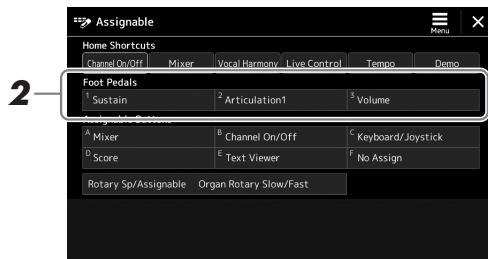 Assignable
Menu
Home Shortcuts
Channel On/Off Mixer Vocal Harmony Live Control Tempo Demo
2
Foot Pedals
1 Sustain 2 Articulation1 3 Volume
Assignable Buttons
A Mixer B Channel On/Off C Keyboard/Joystick
D Score E Text Viewer F No Assign
Rotary Sp/Assignable Organ Rotary Slow/Fast